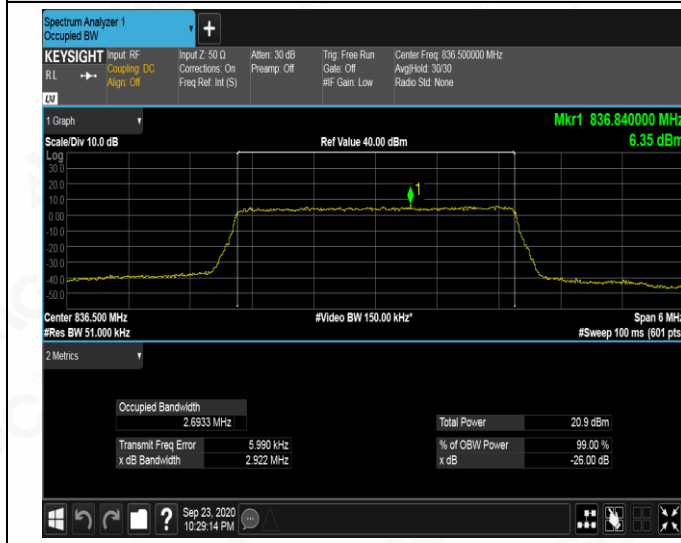 Spectrum Analyzer 1
Occupied BW
+
KEYSIGHT
RL
LXI
Input: RF
Coupling: DC
Align: Off
Input Z: 50 Ω
Corrections: On
Freq Ref: Int (S)
Atten: 30 dB
Preamp: Off
Trig: Free Run
Gate: Off
#IF Gain: Low
Center Freq: 836.500000 MHz
Avg|Hold: 30/30
Radio Std: None
1 Graph
Mkr1 836.840000 MHz
Scale/Div 10.0 dB
Ref Value 40.00 dBm
6.35 dBm
Log
30.0
20.0
10.0
0.00
-10.0
-20.0
-30.0
-40.0
-50.0
1
Center 836.500 MHz
#Video BW 150.00 kHz*
Span 6 MHz
#Res BW 51.000 kHz
#Sweep 100 ms (601 pts
2 Metrics
Occupied Bandwidth
2.6933 MHz
Total Power 20.9 dBm
Transmit Freq Error 5.990 kHz
% of OBW Power 99.00 %
x dB Bandwidth 2.922 MHz
x dB -26.00 dB
?
Sep 23, 2020
10:29:14 PM